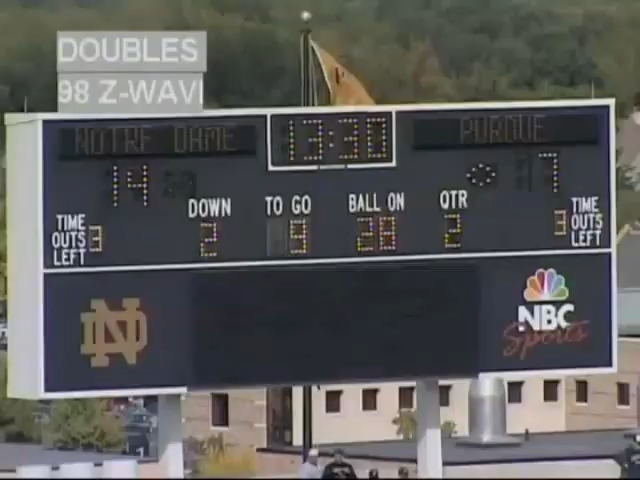 DOUBLES
98 Z-WAVI
NOTRE DAME 13:30 PURDUE
14 7
DOWN TO GO BALL ON QTR
TIME OUTS LEFT 3 2 9 28 2 3 TIME OUTS LEFT
ND NBC
Sports